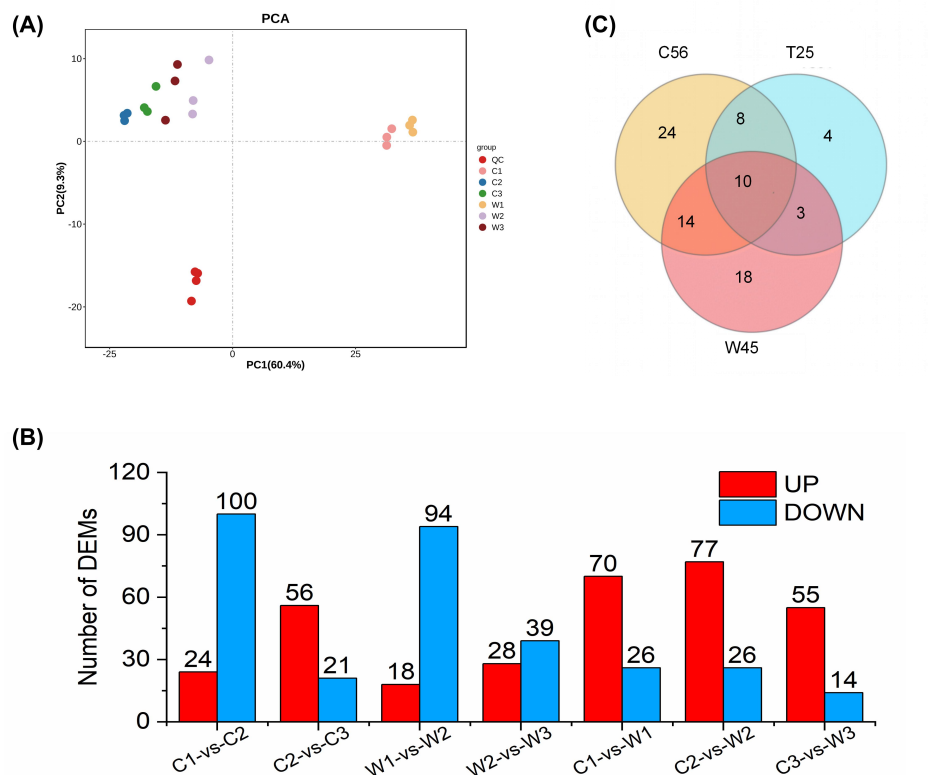 (A)
PCA
10
0
-10
-20
-25
0
25
PC2(9.3%)
PC1(60.4%)
group
QC
C1
C2
C3
W1
W2
W3
(C)
C56
T25
24
8
4
10
14
3
18
W45
(B)
Number of DEMs
120
90
60
30
0
UP
DOWN
24
100
56
21
18
94
28
39
70
26
77
26
55
14
C1-vs-C2
C2-vs-C3
W1-vs-W2
W2-vs-W3
C1-vs-W1
C2-vs-W2
C3-vs-W3